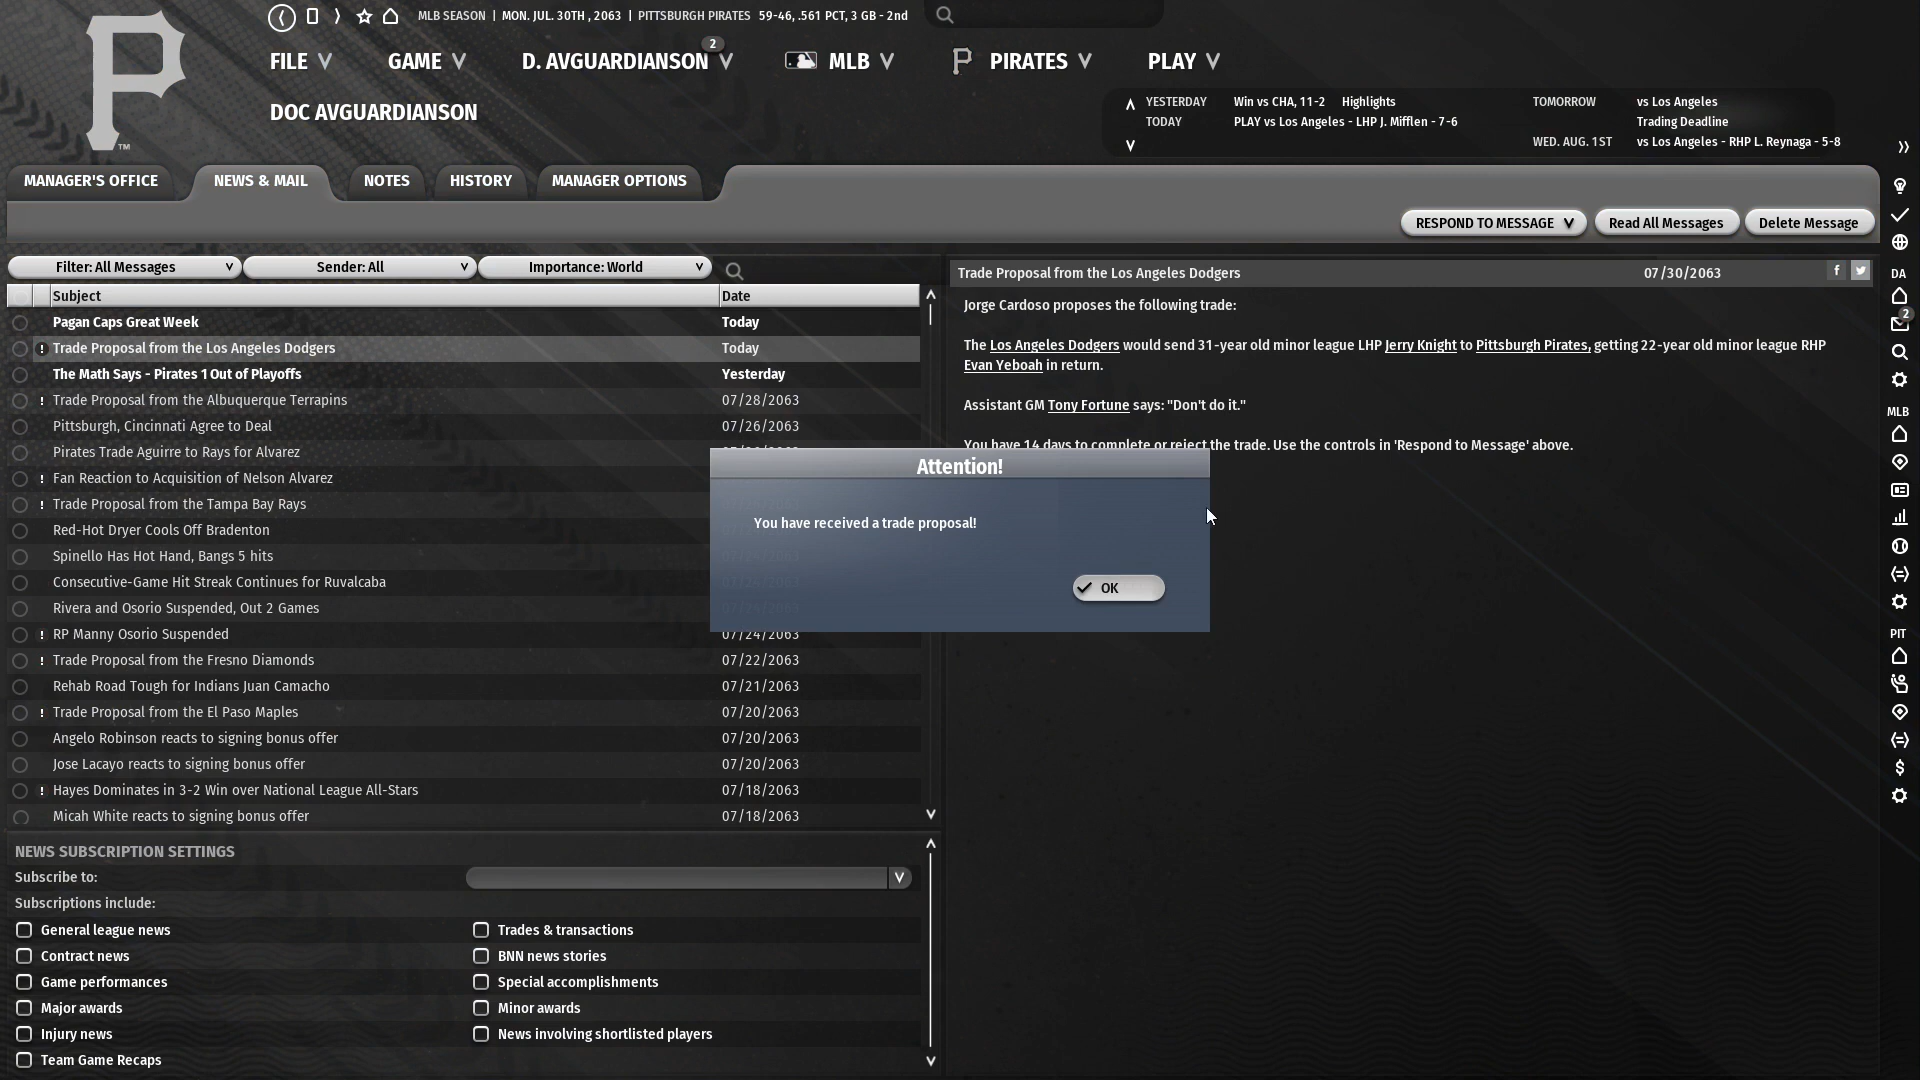 MLB SEASON | MON. JUL. 30TH , 2063 | PITTSBURGH PIRATES 59-46, .561 PCT, 3 GB - 2nd
FILE GAME D. AVGUARDIANSON 2 MLB PIRATES PLAY
P
TM
DOC AVGUARDIANSON
YESTERDAY Win vs CHA, 11-2 Highlights
TODAY PLAY vs Los Angeles - LHP J. Mifflen - 7-6
TOMORROW vs Los Angeles
Trading Deadline
WED. AUG. 1ST vs Los Angeles - RHP L. Reynaga - 5-8
MANAGER'S OFFICE NEWS & MAIL NOTES HISTORY MANAGER OPTIONS
RESPOND TO MESSAGE Read All Messages Delete Message
Filter: All Messages Sender: All Importance: World
Subject Date
Pagan Caps Great Week Today
! Trade Proposal from the Los Angeles Dodgers Today
The Math Says - Pirates 1 Out of Playoffs Yesterday
! Trade Proposal from the Albuquerque Terrapins 07/28/2063
Pittsburgh, Cincinnati Agree to Deal 07/26/2063
Pirates Trade Aguirre to Rays for Alvarez
! Fan Reaction to Acquisition of Nelson Alvarez
! Trade Proposal from the Tampa Bay Rays
Red-Hot Dryer Cools Off Bradenton
Spinello Has Hot Hand, Bangs 5 hits
Consecutive-Game Hit Streak Continues for Ruvalcaba
Rivera and Osorio Suspended, Out 2 Games
! RP Manny Osorio Suspended 07/24/2063
! Trade Proposal from the Fresno Diamonds 07/22/2063
Rehab Road Tough for Indians Juan Camacho 07/21/2063
! Trade Proposal from the El Paso Maples 07/20/2063
Angelo Robinson reacts to signing bonus offer 07/20/2063
Jose Lacayo reacts to signing bonus offer 07/20/2063
! Hayes Dominates in 3-2 Win over National League All-Stars 07/18/2063
Micah White reacts to signing bonus offer 07/18/2063
Trade Proposal from the Los Angeles Dodgers 07/30/2063
Jorge Cardoso proposes the following trade:
The Los Angeles Dodgers would send 31-year old minor league LHP Jerry Knight to Pittsburgh Pirates, getting 22-year old minor league RHP
Evan Yeboah in return.
Assistant GM Tony Fortune says: "Don't do it."
You have 14 days to complete or reject the trade. Use the controls in 'Respond to Message' above.
Attention!
You have received a trade proposal!
OK
NEWS SUBSCRIPTION SETTINGS
Subscribe to:
Subscriptions include:
General league news Trades & transactions
Contract news BNN news stories
Game performances Special accomplishments
Major awards Minor awards
Injury news News involving shortlisted players
Team Game Recaps
DA
2
MLB
PIT